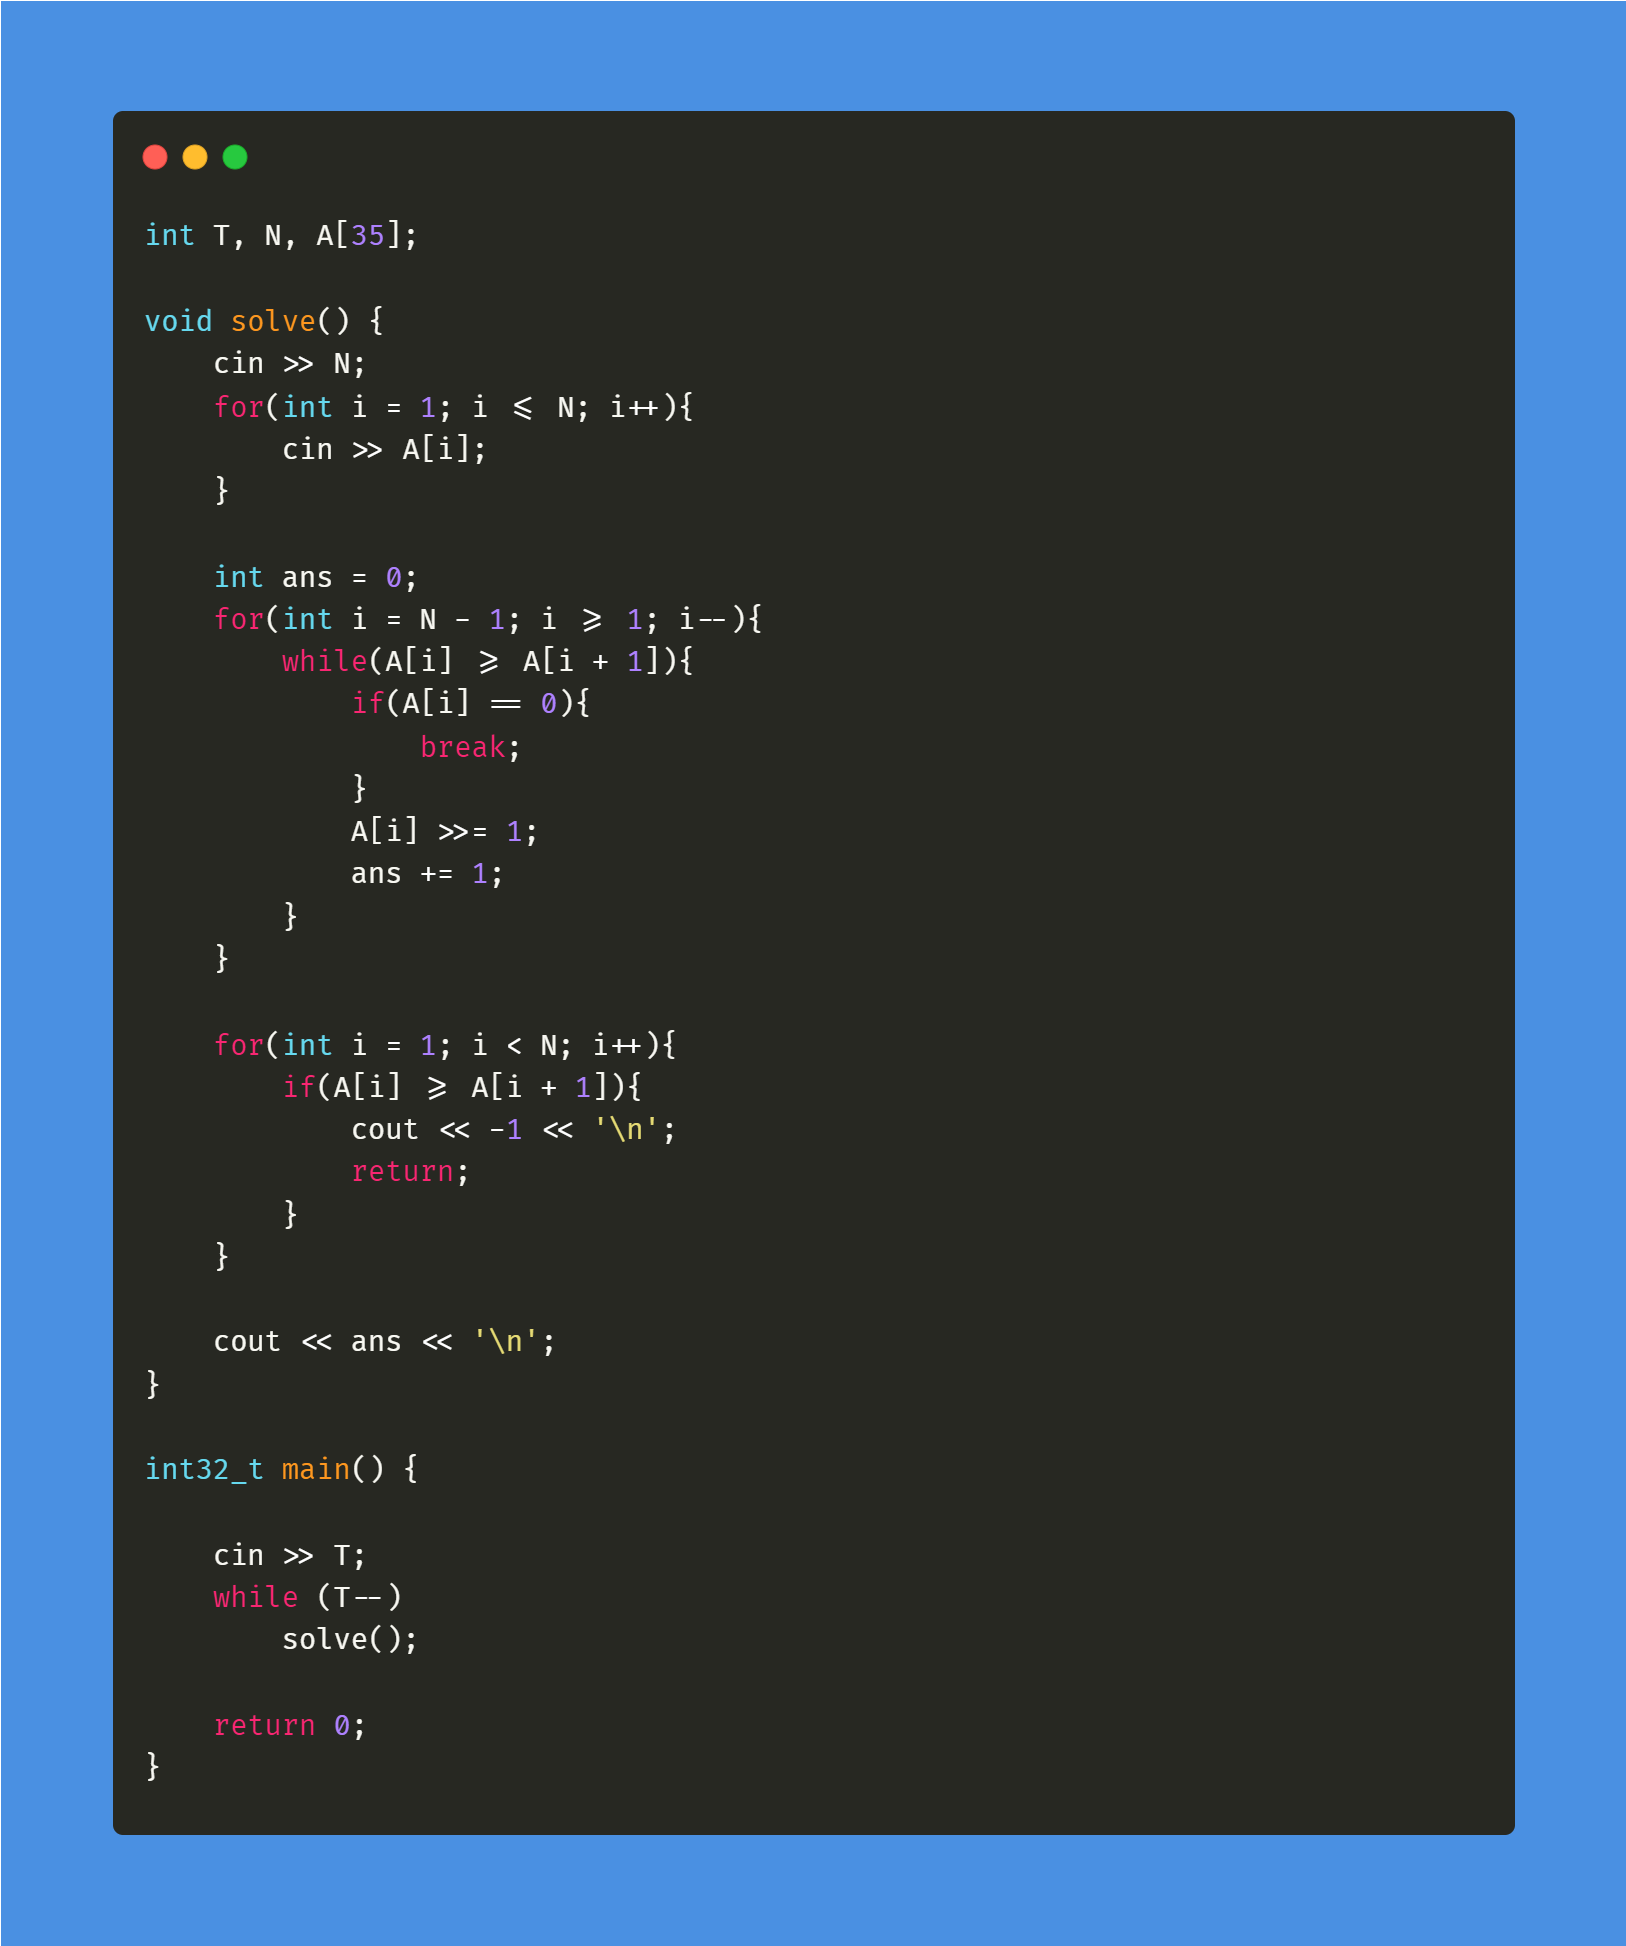 int T, N, A[35];

void solve() {
    cin >> N;
    for(int i = 1; i <= N; i++){
        cin >> A[i];
    }

    int ans = 0;
    for(int i = N - 1; i >= 1; i--){
        while(A[i] >= A[i + 1]){
            if(A[i] == 0){
                break;
            }
            A[i] >>= 1;
            ans += 1;
        }
    }

    for(int i = 1; i < N; i++){
        if(A[i] >= A[i + 1]){
            cout << -1 << '\n';
            return;
        }
    }

    cout << ans << '\n';
}

int32_t main() {

    cin >> T;
    while (T--)
        solve();

    return 0;
}